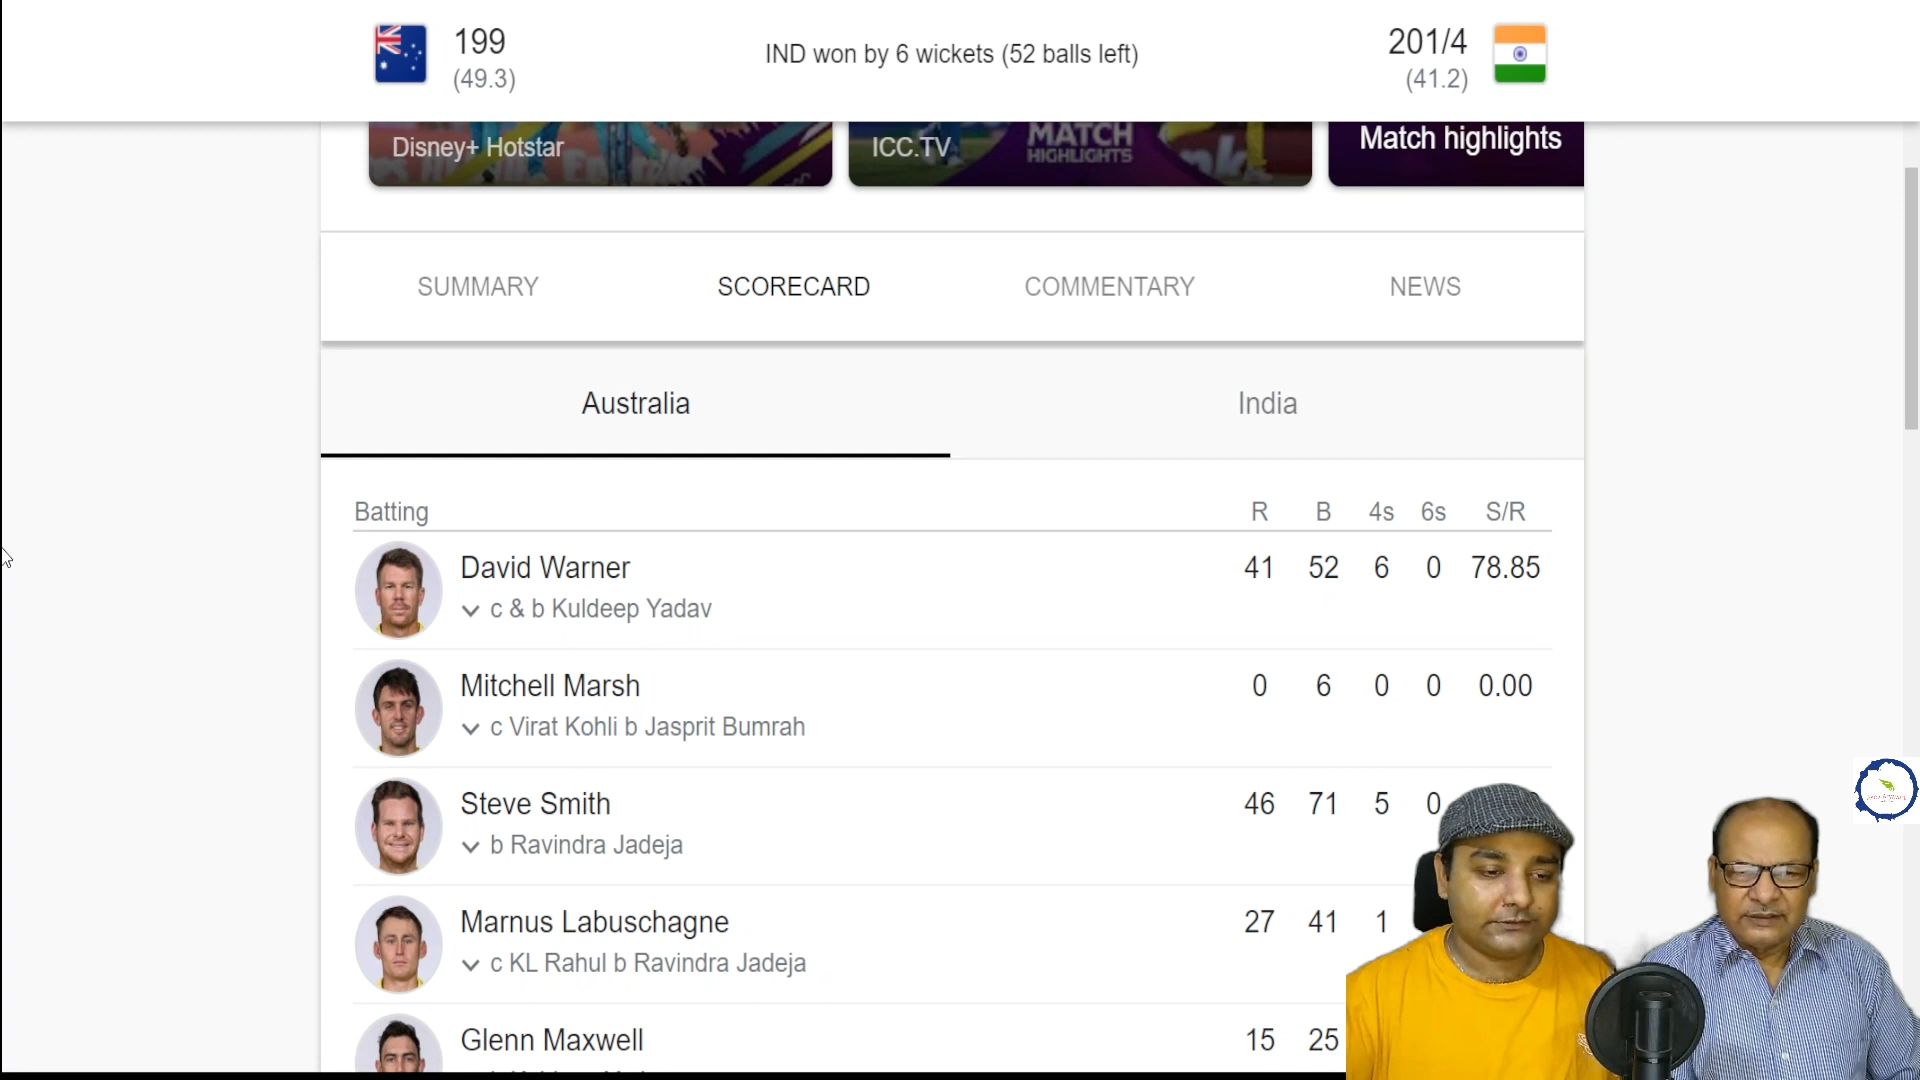 199
(49.3)
IND won by 6 wickets (52 balls left)
201/4
(41.2)
Disney+ Hotstar
ICC.TV
MATCH
HIGHLIGHTS
Match highlights
SUMMARY SCORECARD COMMENTARY NEWS
Australia India
Batting R B 4s 6s S/R
David Warner 41 52 6 0 78.85
c & b Kuldeep Yadav
Mitchell Marsh 0 6 0 0 0.00
c Virat Kohli b Jasprit Bumrah
Steve Smith 46 71 5 0
b Ravindra Jadeja
Marnus Labuschagne 27 41 1
c KL Rahul b Ravindra Jadeja
Glenn Maxwell 15 25